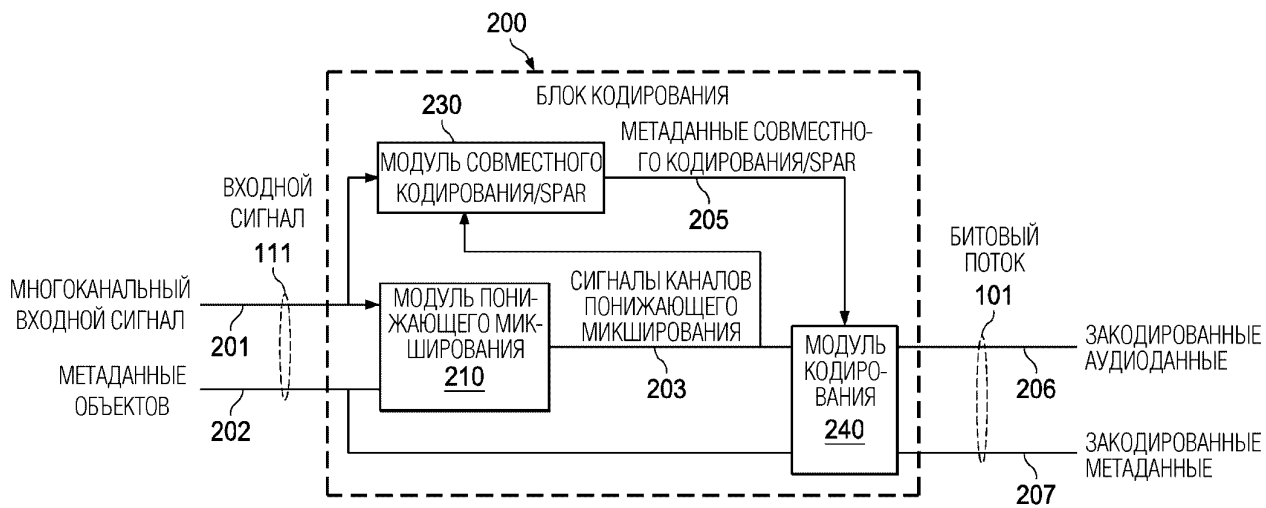 200
БЛОК КОДИРОВАНИЯ
230
МОДУЛЬ СОВМЕСТНОГО
КОДИРОВАНИЯ/SPAR
МЕТАДАННЫЕ СОВМЕСТНО-
ГО КОДИРОВАНИЯ/SPAR
205
ВХОДНОЙ
СИГНАЛ
111
МНОГОКАНАЛЬНЫЙ
ВХОДНОЙ СИГНАЛ
201
МЕТАДАННЫЕ
ОБЪЕКТОВ
202
МОДУЛЬ ПОНИ-
ЖАЮЩЕГО МИК-
ШИРОВАНИЯ
210
СИГНАЛЫ КАНАЛОВ
ПОНИЖАЮЩЕГО
МИКШИРОВАНИЯ
203
МОДУЛЬ
КОДИРО-
ВАНИЯ
240
БИТОВЫЙ
ПОТОК
101
ЗАКОДИРОВАННЫЕ
АУДИОДАННЫЕ
206
ЗАКОДИРОВАННЫЕ
МЕТАДАННЫЕ
207